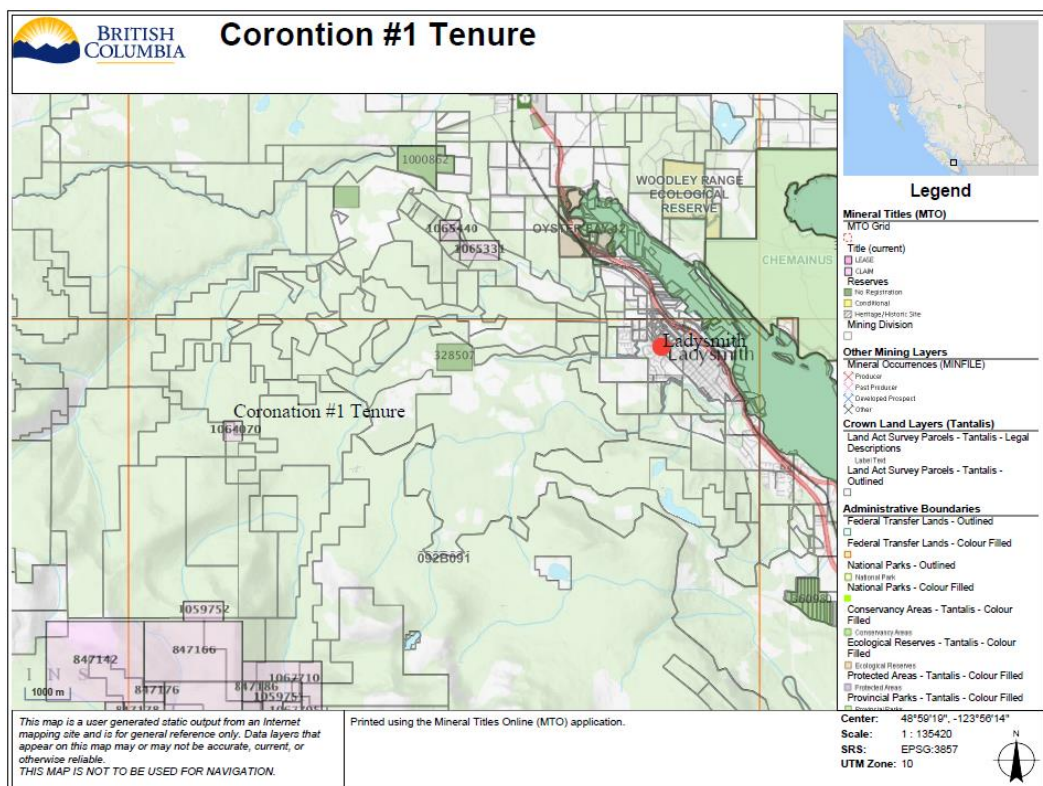 BRITISH
COLUMBIA
Corontion #1 Tenure
1000862
WOODLEY RANGE
ECOLOGICAL
RESERVE
1065440
OYSTER BAY 12
1065331
CHEMAINUS
Ladysmith
Ladysmith
328507
Coronation #1 Tenure
1064070
092B091
1059752
847142
847166
I N S
1062710
847176
847186
1000 m
Legend
Mineral Titles (MTO)
MTO Grid
Title (current)
LEASE
CLAIM
Reserves
No Registration
Conditional
Heritage/Historic Site
Mining Division
Other Mining Layers
Mineral Occurrences (MINFILE)
Producer
Past Producer
Developed Prospect
Other
Crown Land Layers (Tantalis)
Land Act Survey Parcels - Tantalis - Legal
Descriptions
Label Text
Land Act Survey Parcels - Tantalis -
Outlined
Administrative Boundaries
Federal Transfer Lands - Outlined
Federal Transfer Lands - Colour Filled
National Parks - Outlined
National Park
National Parks - Colour Filled
Conservancy Areas - Tantalis - Colour
Filled
Conservancy Areas
Ecological Reserves - Tantalis - Colour
Filled
Ecological Reserves
Protected Areas - Tantalis - Colour Filled
Protected Areas
Provincial Parks - Tantalis - Colour Filled
This map is a user generated static output from an Internet
mapping site and is for general reference only. Data layers that
appear on this map may or may not be accurate, current, or
otherwise reliable.
THIS MAP IS NOT TO BE USED FOR NAVIGATION.
Printed using the Mineral Titles Online (MTO) application.
Center: 48°59'19", -123°56'14"
Scale: 1 : 135420
SRS: EPSG:3857
UTM Zone: 10
N